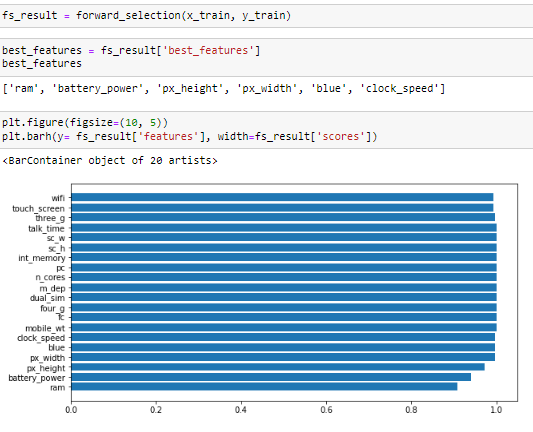 fs_result = forward_selection(x_train, y_train)
best_features = fs_result['best_features']
best_features
['ram', 'battery_power', 'px_height', 'px_width', 'blue', 'clock_speed']
plt.figure(figsize=(10, 5))
plt.barh(y= fs_result['features'], width=fs_result['scores'])
<BarContainer object of 20 artists>
wifi
touch_screen
three_g
talk_time
sc_w
sc_h
int_memory
pc
n_cores
m_dep
dual_sim
four_g
fc
mobile_wt
clock_speed
blue
px_width
px_height
battery_power
ram
0.0 0.2 0.4 0.6 0.8 1.0